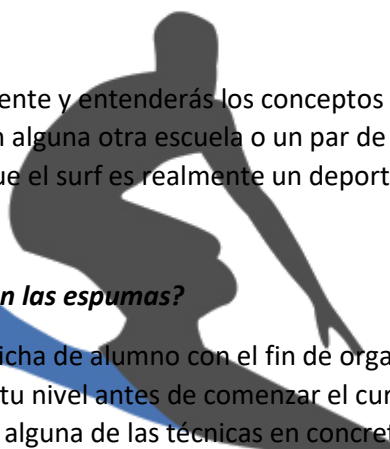 ente y entenderás los conceptos
n alguna otra escuela o un par de
ue el surf es realmente un deport
n las espumas?
icha de alumno con el fin de orga
tu nivel antes de comenzar el cur
alguna de las técnicas en concret